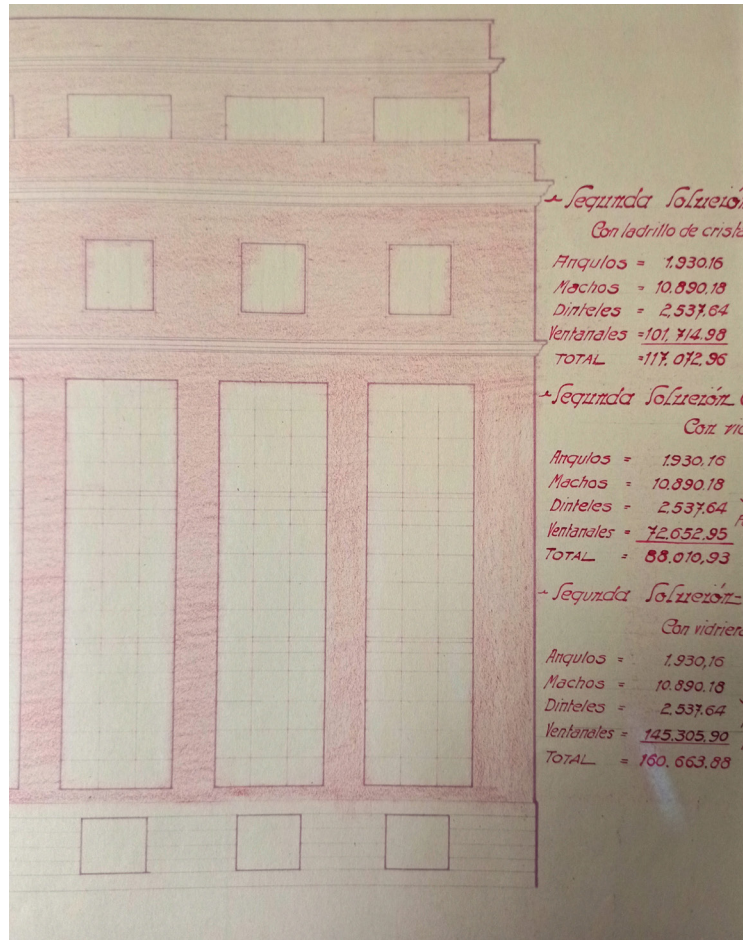 Segunda Solución
Con ladrillo de crista
Angulos = 1.930.16
Machos = 10.890.18
Dinteles = 2,537,64
Ventanales = 101,714.98
TOTAL = 117.072.96
Segunda Solución
Con vid
Angulos = 1.930,16
Machos = 10.890.18
Dinteles = 2,537.64
Ventanales = 72.652.95
TOTAL = 88.010,93
Segunda Solución-
Con vidriera
Angulos = 1.930,16
Machos = 10.890.18
Dinteles = 2,537.64
Ventanales = 145.305.90
TOTAL = 160.663.88